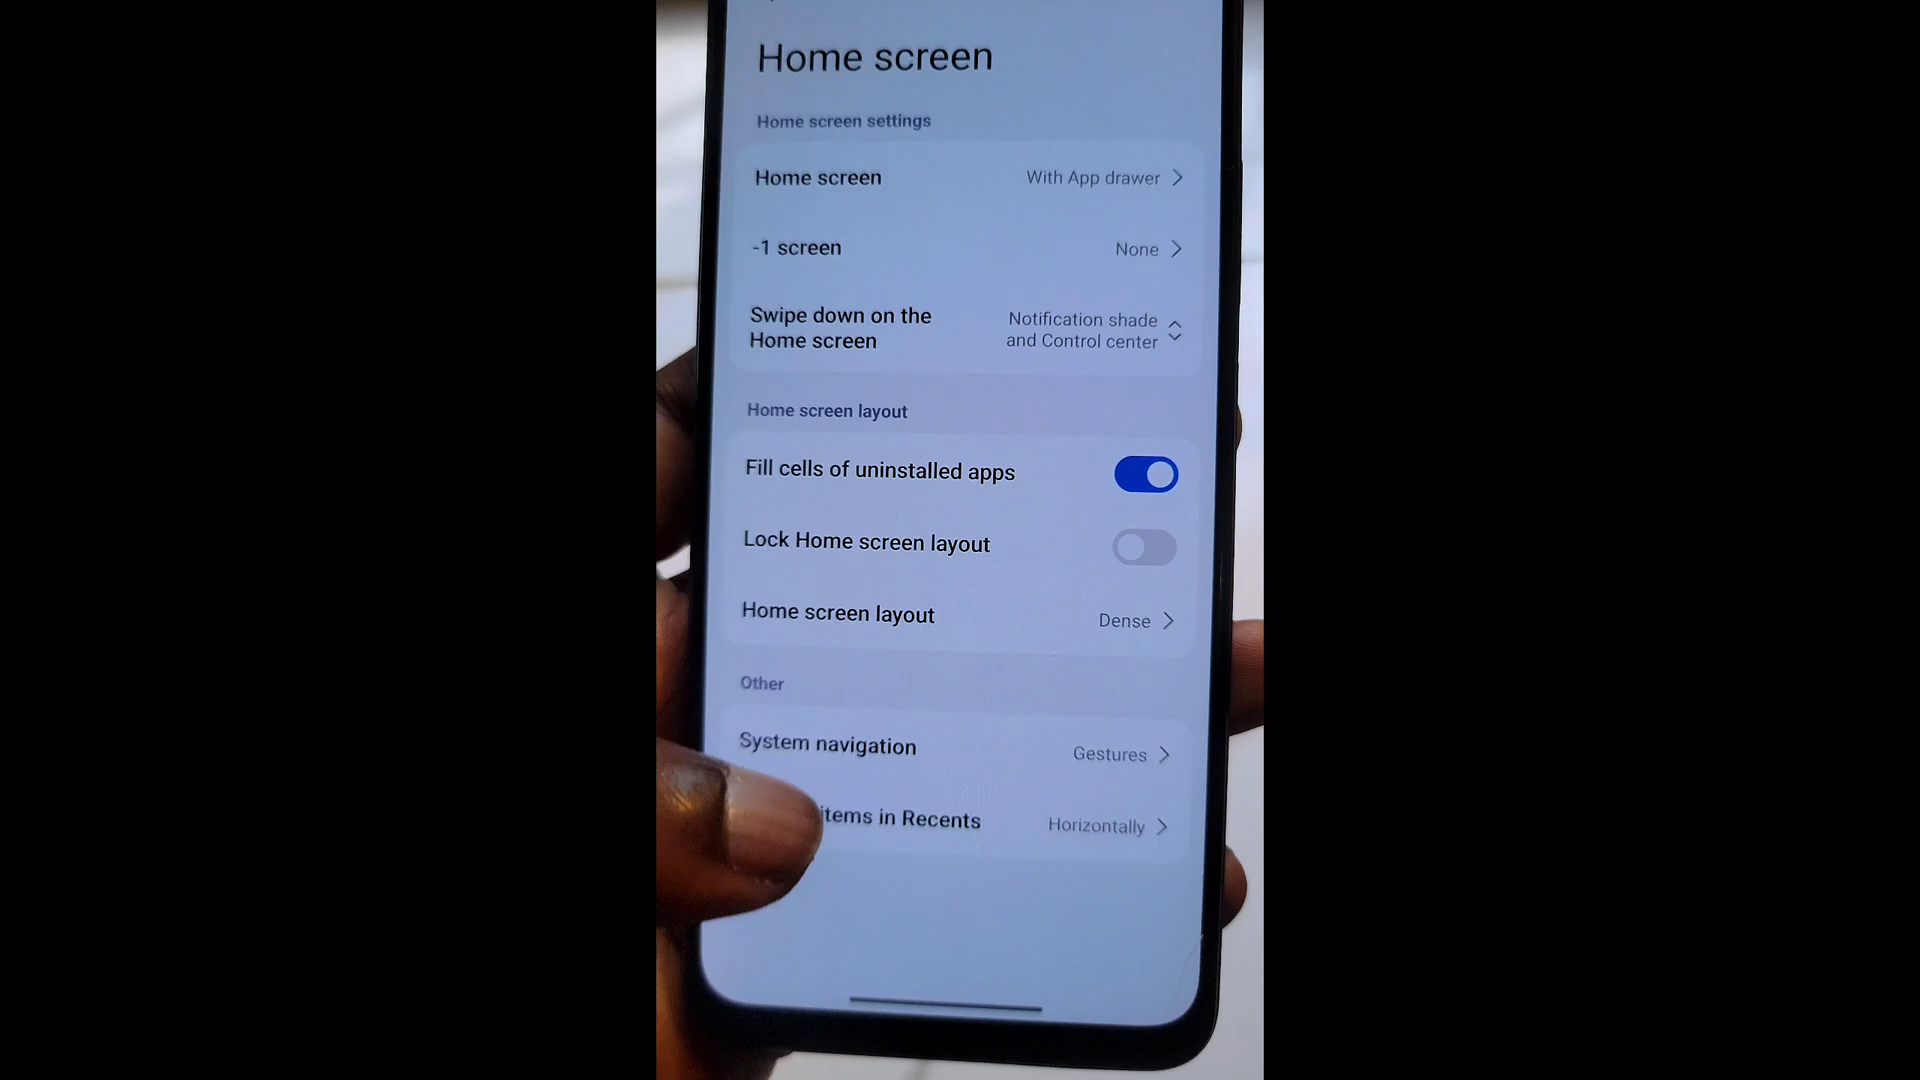 Home screen
Home screen settings
Home screen With App drawer
-1 screen None
Swipe down on the Notification shade
Home screen and Control center
Home screen layout
Fill cells of uninstalled apps
Lock Home screen layout
Home screen layout Dense
Other
System navigation Gestures
items in Recents Horizontally